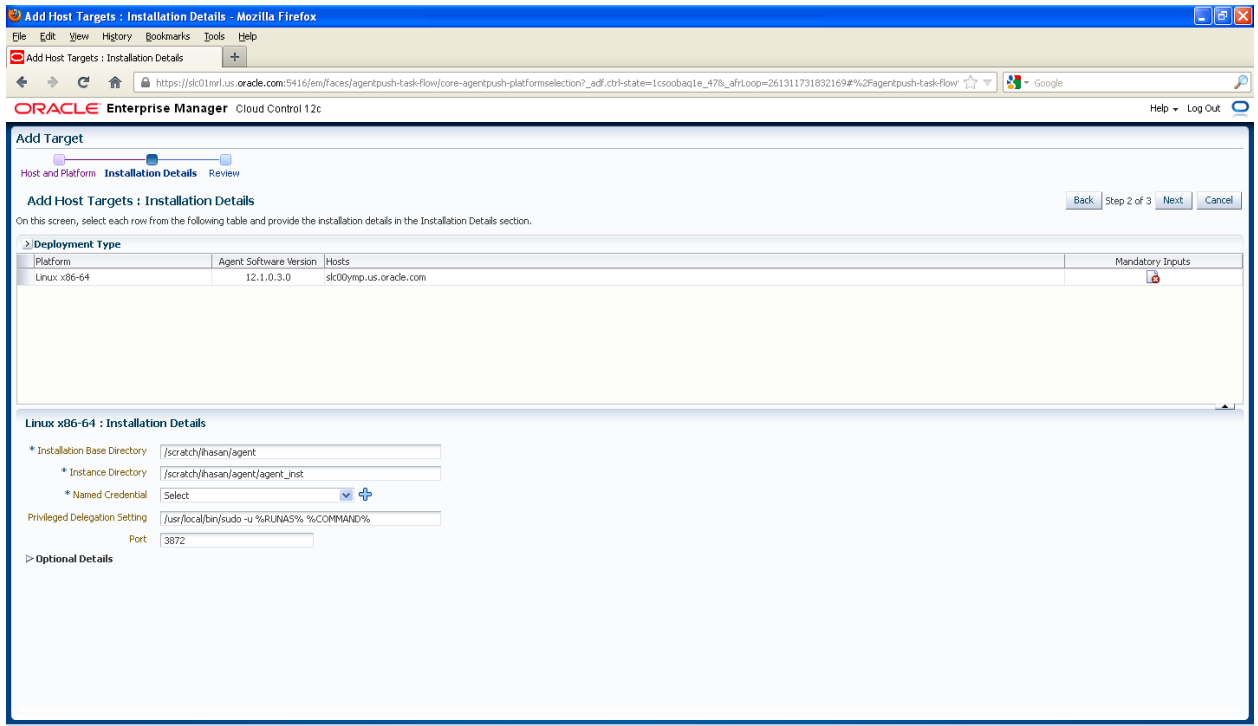 Add Host Targets : Installation Details - Mozilla Firefox
File Edit View History Bookmarks Tools Help
Add Host Targets : Installation Details +
https://slc01mrl.us.oracle.com:5416/em/faces/agentpush-task-flow/core-agentpush-platformselection?_adf.ctrl-state=1csoobaq1e_47&_afrLoop=261311731832169#%2Fagentpush-task-flow Google
ORACLE Enterprise Manager Cloud Control 12c Help Log Out
Add Target
Host and Platform Installation Details Review
Add Host Targets : Installation Details Back Step 2 of 3 Next Cancel
On this screen, select each row from the following table and provide the installation details in the Installation Details section.
Deployment Type
Platform Agent Software Version Hosts Mandatory Inputs
Linux x86-64 12.1.0.3.0 slc00ymp.us.oracle.com
Linux x86-64 : Installation Details
* Installation Base Directory /scratch/ihasan/agent
* Instance Directory /scratch/ihasan/agent/agent_inst
* Named Credential Select
Privileged Delegation Setting /usr/local/bin/sudo -u %RUNAS% %COMMAND%
Port 3872
Optional Details